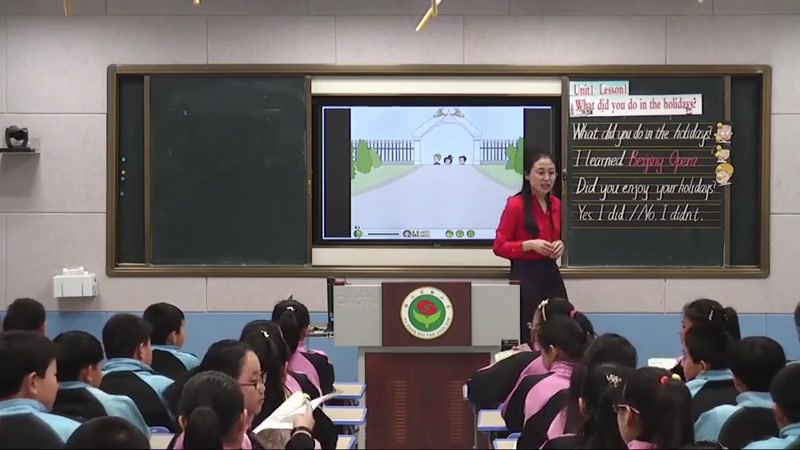 Unit1 Lesson1
What did you do in the holidays?
What did you do in the holidays?
I learned Beijing Opera
Did you enjoy your holidays?
Yes. I did / No. I didn't.